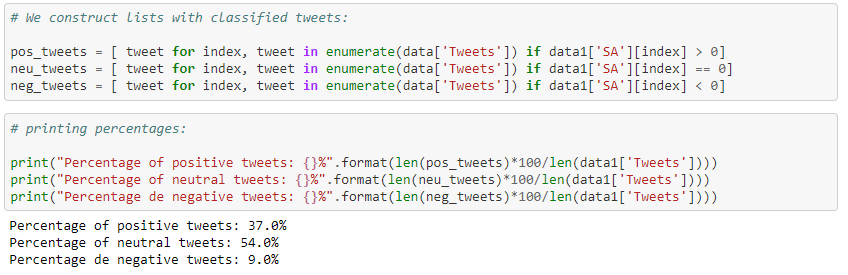 # We construct lists with classified tweets:
pos_tweets = [ tweet for index, tweet in enumerate(data['Tweets']) if data1['SA'][index] > 0]
neu_tweets = [ tweet for index, tweet in enumerate(data['Tweets']) if data1['SA'][index] == 0]
neg_tweets = [ tweet for index, tweet in enumerate(data['Tweets']) if data1['SA'][index] < 0]
# printing percentages:
print("Percentage of positive tweets: {}%".format(len(pos_tweets)*100/len(data1['Tweets'])))
print("Percentage of neutral tweets: {}%".format(len(neu_tweets)*100/len(data1['Tweets'])))
print("Percentage de negative tweets: {}%".format(len(neg_tweets)*100/len(data1['Tweets'])))
Percentage of positive tweets: 37.0%
Percentage of neutral tweets: 54.0%
Percentage de negative tweets: 9.0%